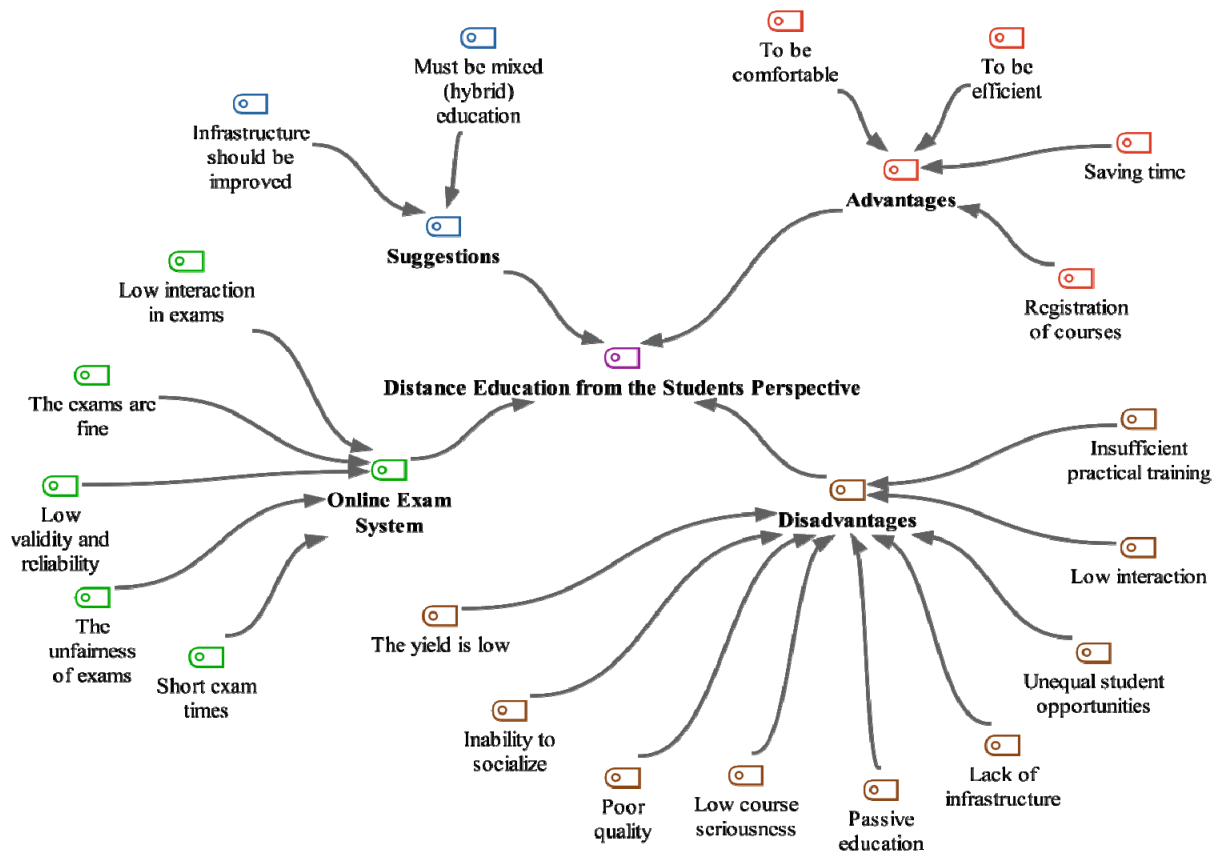 To be
comfortable
To be
efficient
Must be mixed
(hybrid)
education
Infrastructure
should be
improved
Saving time
Advantages
Suggestions
Low interaction
in exams
Registration
of courses
Distance Education from the Students Perspective
The exams are
fine
Insufficient
practical training
Online Exam
System
Disadvantages
Low
validity and
reliability
Low interaction
The
unfairness
of exams
The yield is low
Short exam
times
Unequal student
opportunities
Inability to
socialize
Lack of
infrastructure
Poor
quality
Low course
seriousness
Passive
education